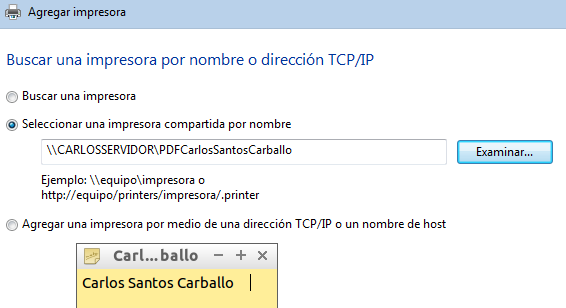 Agregar impresora
Buscar una impresora por nombre o dirección TCP/IP
Buscar una impresora
Seleccionar una impresora compartida por nombre
\\CARLOSSERVIDOR\PDFCarlosSantosCarballo
Examinar...
Ejemplo: \\equipo\impresora o
http://equipo/printers/impresora/.printer
Agregar una impresora por medio de una dirección TCP/IP o un nombre de host
Carl...ballo
Carlos Santos Carballo